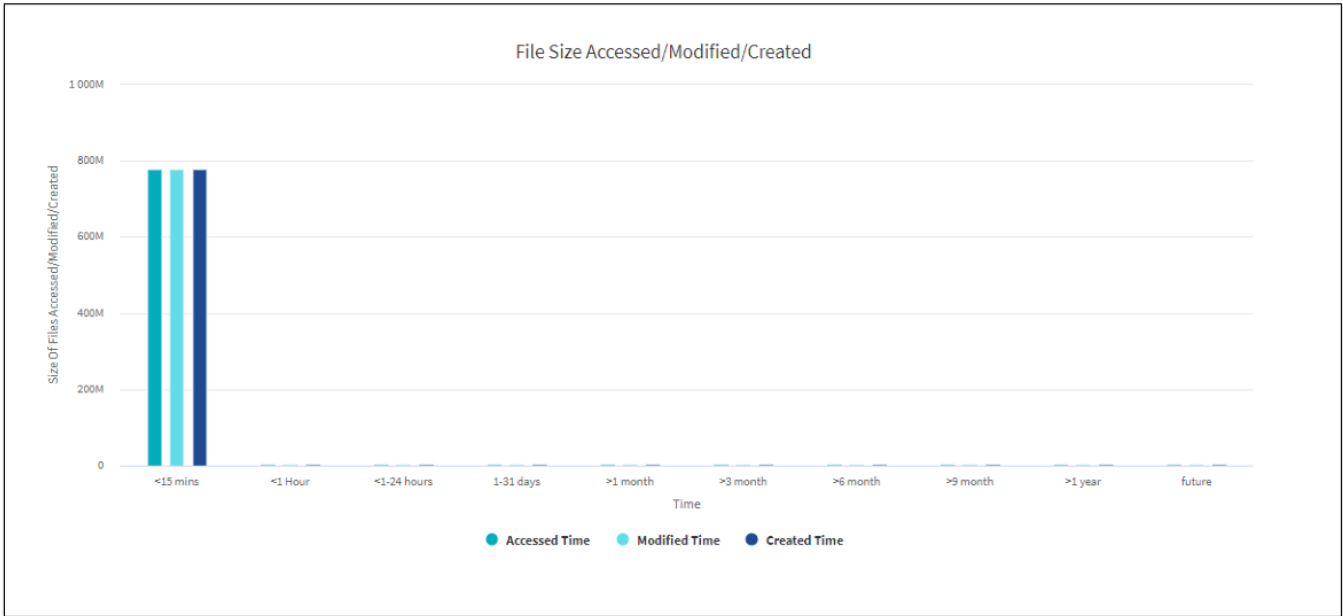 File Size Accessed/Modified/Created
1 000M
800M
600M
400M
200M
0
Size Of Files Accessed/Modified/Created
<15 mins <1 Hour <1-24 hours 1-31 days >1 month >3 month >6 month >9 month >1 year future
Time
Accessed Time Modified Time Created Time